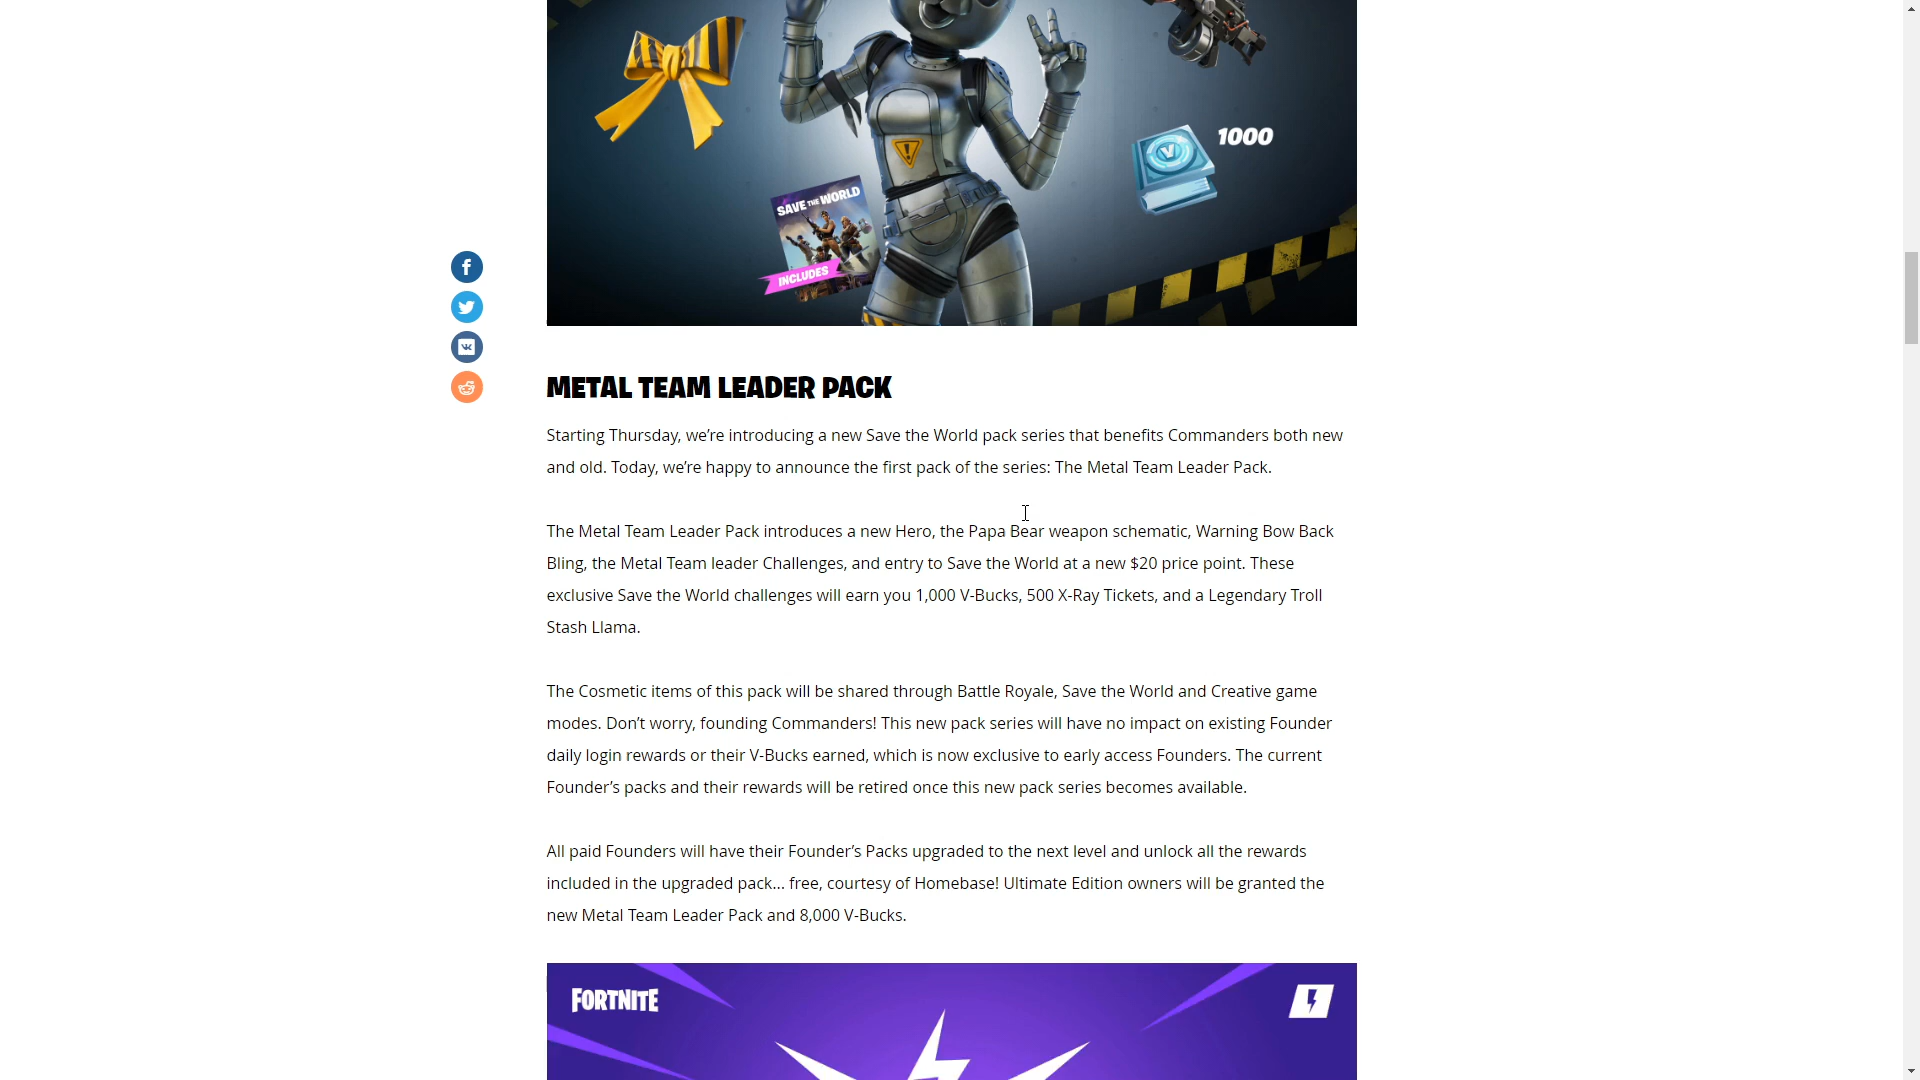 1000
SAVE THE WORLD
INCLUDES
METAL TEAM LEADER PACK
Starting Thursday, we’re introducing a new Save the World pack series that benefits Commanders both new
and old. Today, we’re happy to announce the first pack of the series: The Metal Team Leader Pack.
The Metal Team Leader Pack introduces a new Hero, the Papa Bear weapon schematic, Warning Bow Back
Bling, the Metal Team leader Challenges, and entry to Save the World at a new $20 price point. These
exclusive Save the World challenges will earn you 1,000 V-Bucks, 500 X-Ray Tickets, and a Legendary Troll
Stash Llama.
The Cosmetic items of this pack will be shared through Battle Royale, Save the World and Creative game
modes. Don’t worry, founding Commanders! This new pack series will have no impact on existing Founder
daily login rewards or their V-Bucks earned, which is now exclusive to early access Founders. The current
Founder’s packs and their rewards will be retired once this new pack series becomes available.
All paid Founders will have their Founder’s Packs upgraded to the next level and unlock all the rewards
included in the upgraded pack... free, courtesy of Homebase! Ultimate Edition owners will be granted the
new Metal Team Leader Pack and 8,000 V-Bucks.
FORTNITE